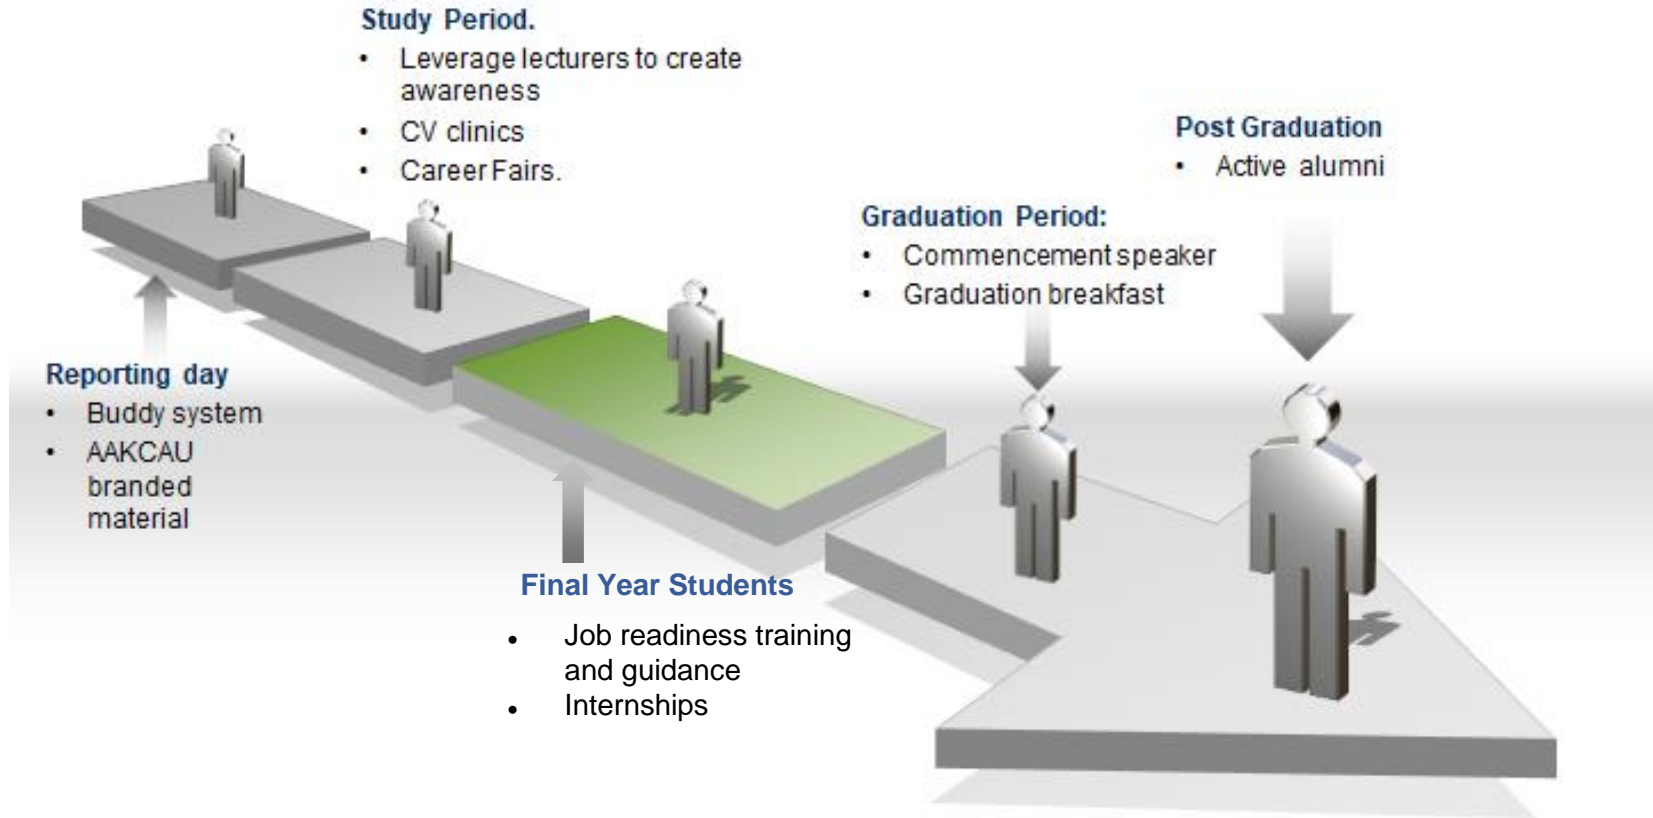 Study Period.
• Leverage lecturers to create
awareness
• CV clinics
• Career Fairs.
Post Graduation
• Active alumni
Graduation Period:
• Commencement speaker
• Graduation breakfast
Reporting day
• Buddy system
• AAKCAU
branded
material
Final Year Students
• Job readiness training
and guidance
• Internships